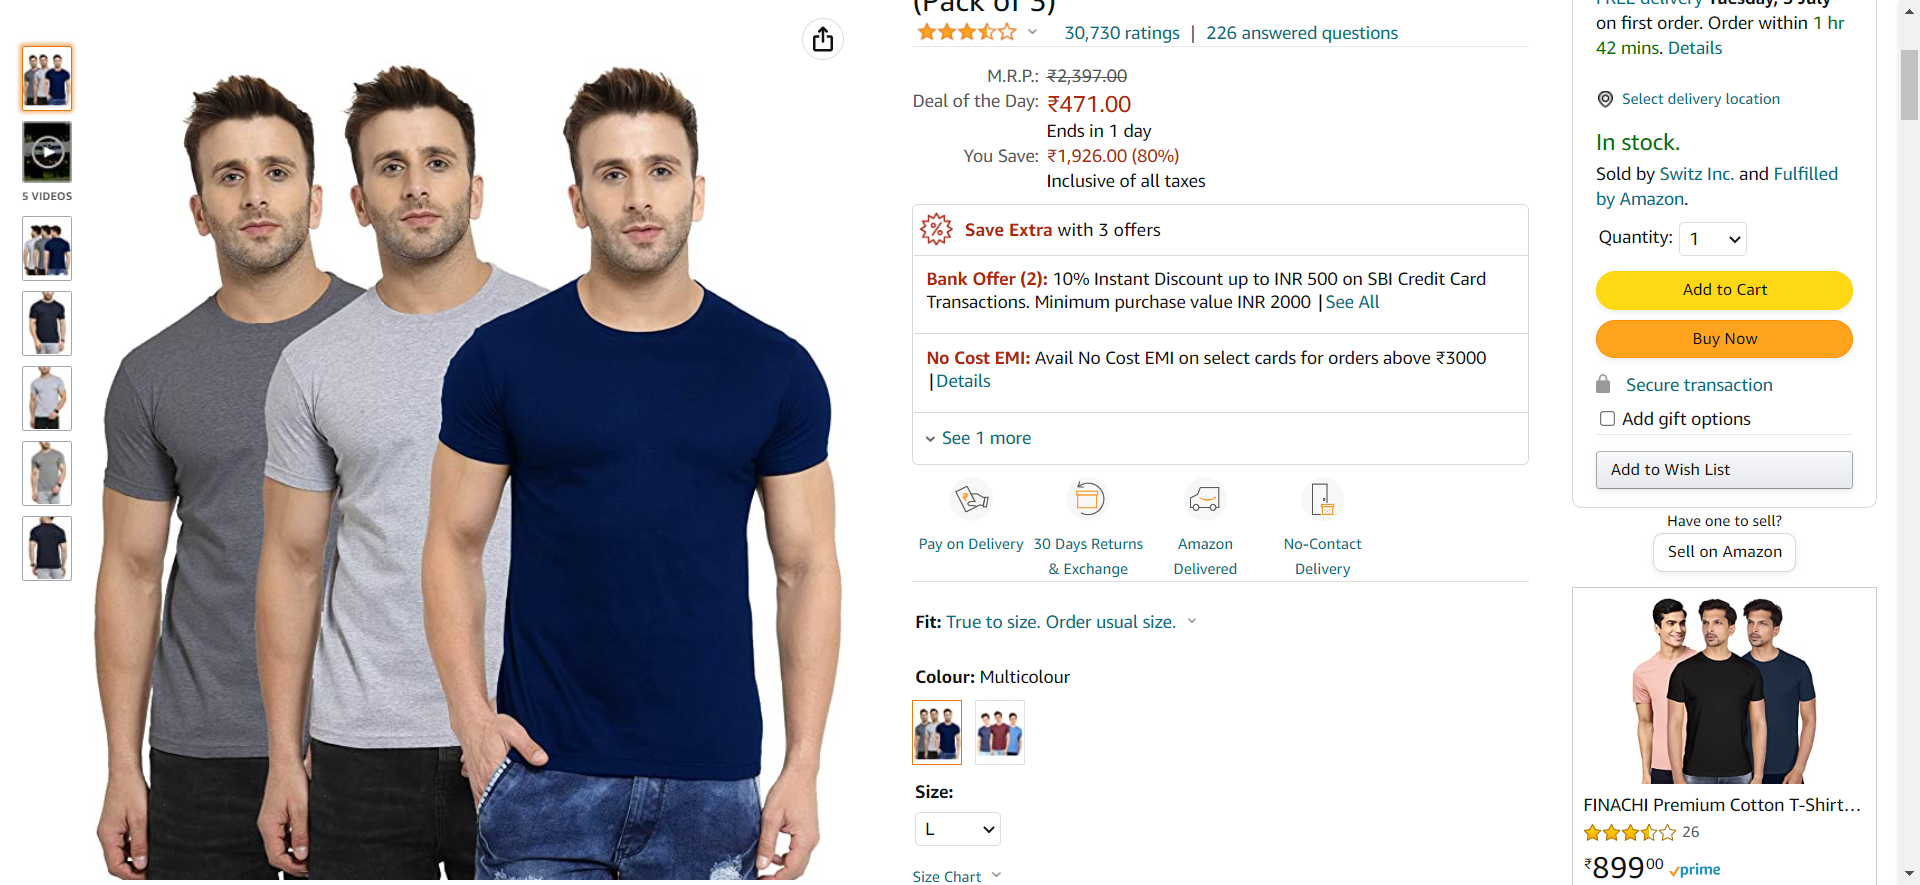 5 VIDEOS
(Pack of 3)
30,730 ratings | 226 answered questions
M.R.P.: ₹2,397.00
Deal of the Day: ₹471.00
Ends in 1 day
You Save: ₹1,926.00 (80%)
Inclusive of all taxes
Save Extra with 3 offers
Bank Offer (2): 10% Instant Discount up to INR 500 on SBI Credit Card
Transactions. Minimum purchase value INR 2000 | See All
No Cost EMI: Avail No Cost EMI on select cards for orders above ₹3000
| Details
See 1 more
Pay on Delivery
30 Days Returns
& Exchange
Amazon
Delivered
No-Contact
Delivery
Fit: True to size. Order usual size.
Colour: Multicolour
Size:
L
Size Chart
FREE delivery Tuesday, 5 July
on first order. Order within 1 hr
42 mins. Details
Select delivery location
In stock.
Sold by Switz Inc. and Fulfilled
by Amazon.
Quantity: 1
Add to Cart
Buy Now
Secure transaction
Add gift options
Add to Wish List
Have one to sell?
Sell on Amazon
FINACHI Premium Cotton T-Shirt...
26
₹89900 prime